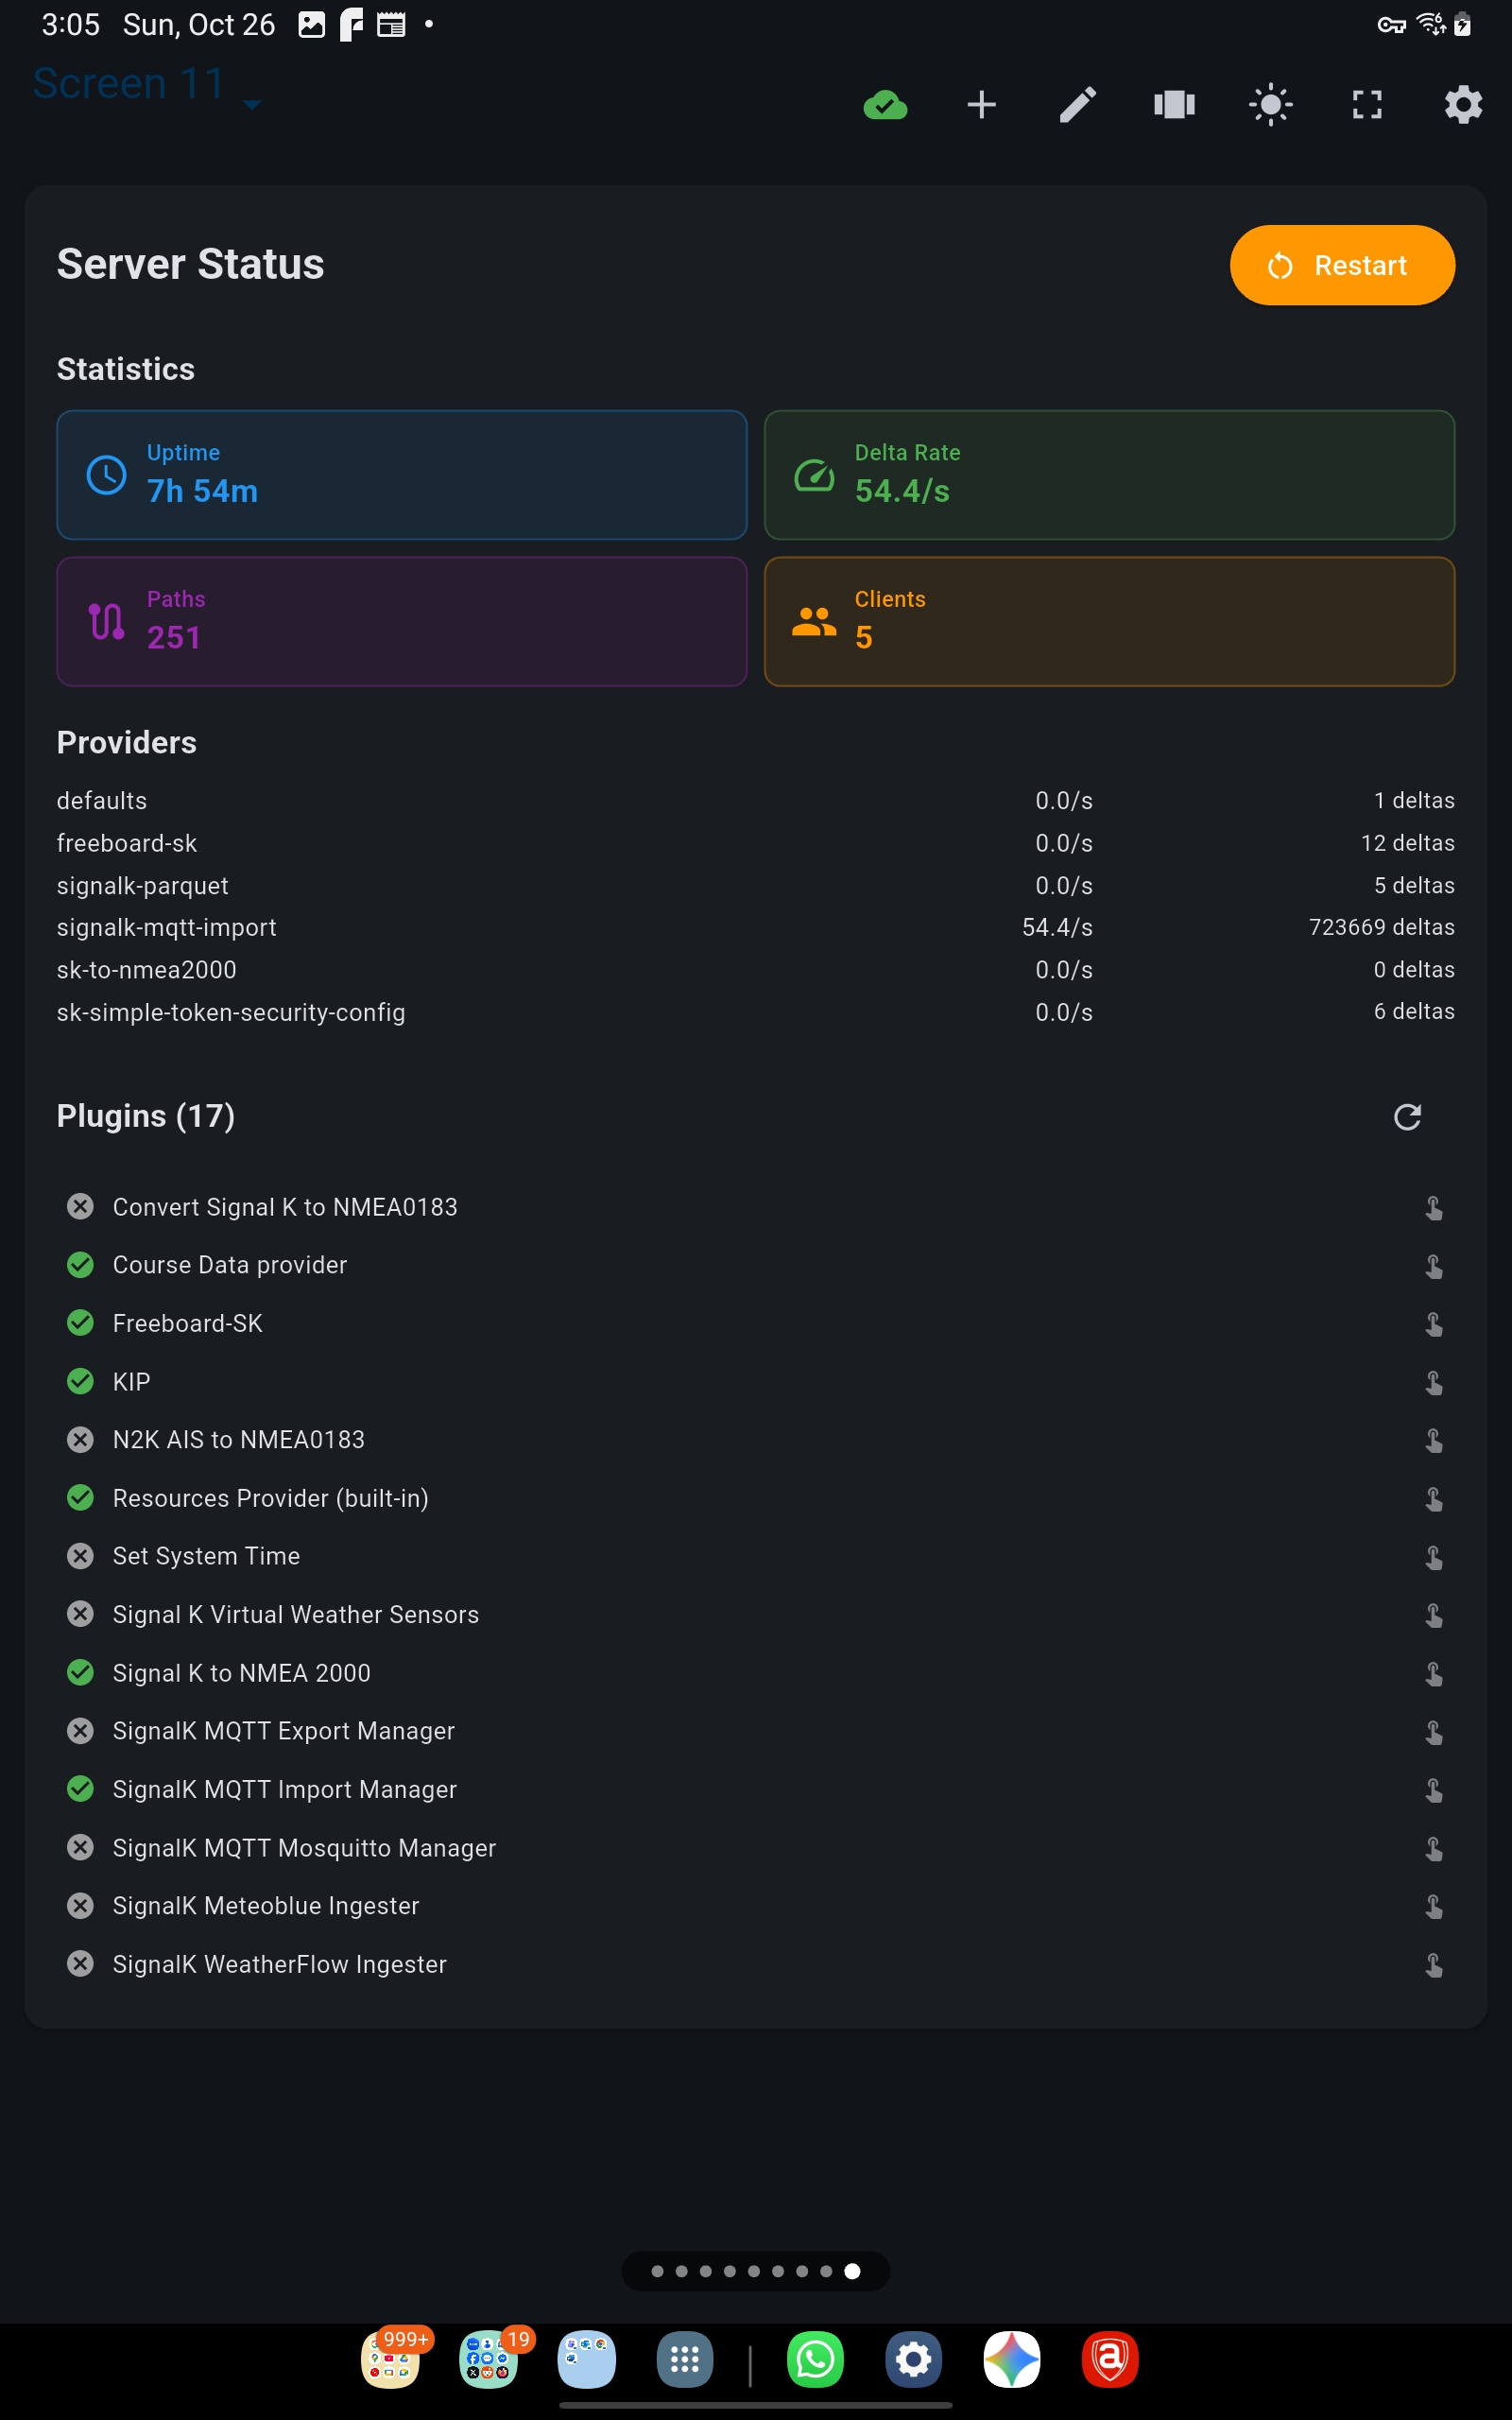 3:05 Sun, Oct 26
Screen 11
Server Status
Restart
Statistics
Uptime
7h 54m
Delta Rate
54.4/s
Paths
251
Clients
5
Providers
defaults 0.0/s 1 deltas
freeboard-sk 0.0/s 12 deltas
signalk-parquet 0.0/s 5 deltas
signalk-mqtt-import 54.4/s 723669 deltas
sk-to-nmea2000 0.0/s 0 deltas
sk-simple-token-security-config 0.0/s 6 deltas
Plugins (17)
Convert Signal K to NMEA0183
Course Data provider
Freeboard-SK
KIP
N2K AIS to NMEA0183
Resources Provider (built-in)
Set System Time
Signal K Virtual Weather Sensors
Signal K to NMEA 2000
SignalK MQTT Export Manager
SignalK MQTT Import Manager
SignalK MQTT Mosquitto Manager
SignalK Meteoblue Ingester
SignalK WeatherFlow Ingester
999+ 19